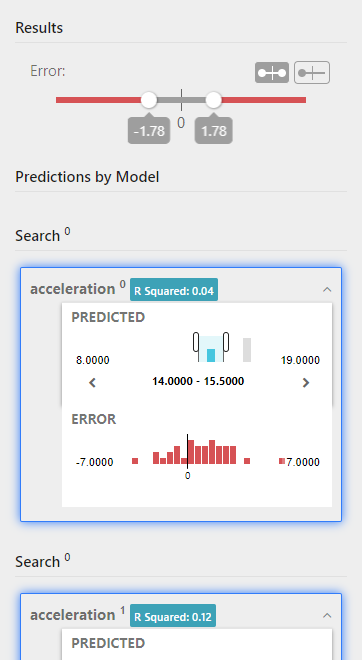 Results
Error:
0
-1.78 1.78
Predictions by Model
Search 0
acceleration 0 R Squared: 0.04
PREDICTED
8.0000 19.0000
14.0000 - 15.5000
ERROR
-7.0000 7.0000
0
Search 0
acceleration 1 R Squared: 0.12
PREDICTED